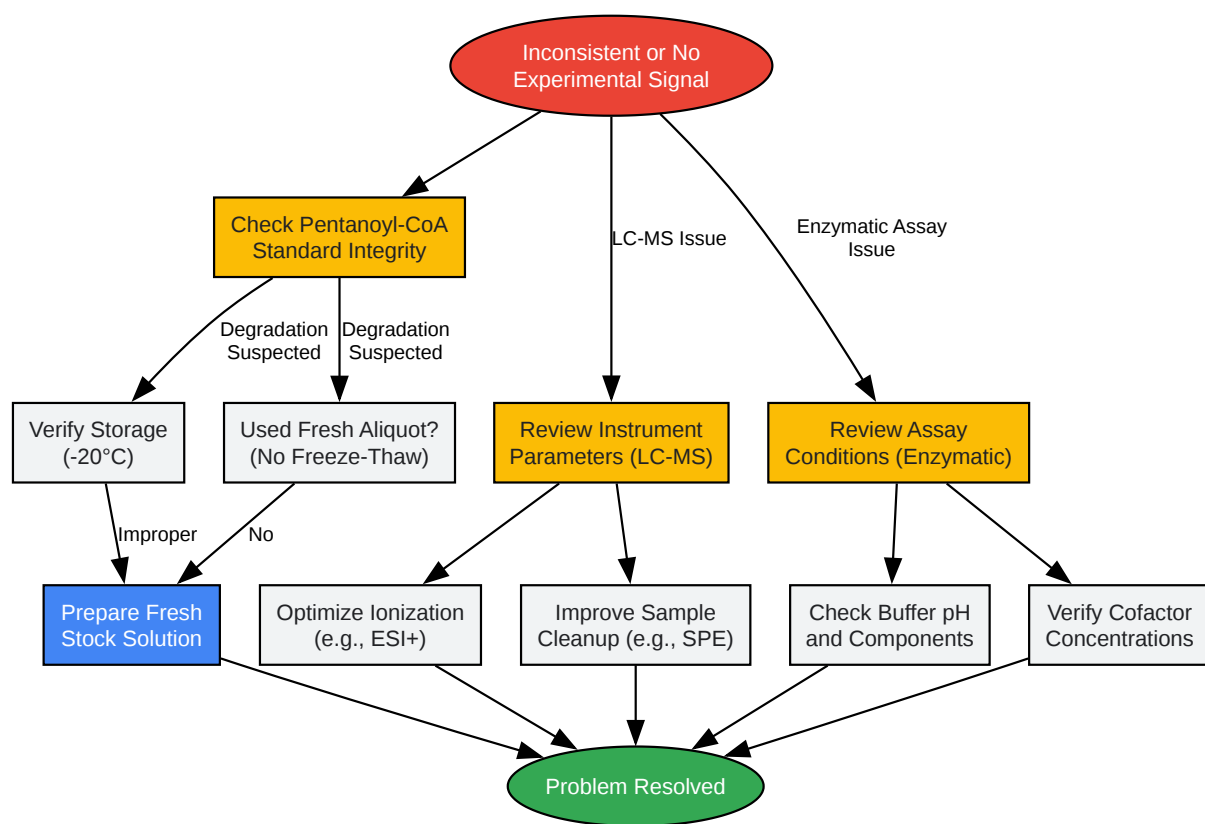 Inconsistent or No
Experimental Signal
Check Pentanoyl-CoA
Standard Integrity
LC-MS Issue
Enzymatic Assay
Issue
Degradation
Suspected
Degradation
Suspected
Verify Storage
(-20°C)
Used Fresh Aliquot?
(No Freeze-Thaw)
Review Instrument
Parameters (LC-MS)
Review Assay
Conditions (Enzymatic)
Improper
No
Prepare Fresh
Stock Solution
Optimize Ionization
(e.g., ESI+)
Improve Sample
Cleanup (e.g., SPE)
Check Buffer pH
and Components
Verify Cofactor
Concentrations
Problem Resolved